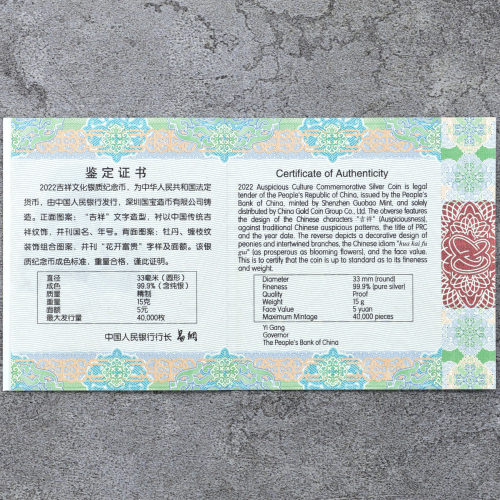 鉴定证书
2022吉祥文化银质纪念币，为中华人民共和国法定
货币，由中国人民银行发行，深圳国宝造币有限公司铸
造。正面图案："吉祥"文字造型，衬以中国传统吉
祥纹饰，并刊国名、年号。背面图案：牡丹、缠枝纹
装饰组合图案，并刊"花开富贵"字样及面额。该银
质纪念币成色标准，重量合格，谨此证明。
直径 33毫米（圆形）
成色 99.9%（含纯银）
质量 精制
重量 15克
面额 5元
最大发行量 40,000枚
中国人民银行行长
Certificate of Authenticity
2022 Auspicious Culture Commemorative Silver Coin is legal
tender of the People's Republic of China, issued by the People's
Bank of China, minted by Shenzhen Guobao Mint, and solely
distributed by China Gold Coin Group Co., Ltd. The obverse features
the design of the Chinese characters "吉祥" (Auspiciousness),
against traditional Chinese auspicious patterns, the title of PRC
and the year date. The reverse depicts a decorative design of
peonies and intertwined branches, the Chinese idiom "hua kai fu
gui" (as prosperous as blooming flowers), and the face value.
This is to certify that the coin is up to standard as to its fineness
and weight.
Diameter 33 mm (round)
Fineness 99.9% (pure silver)
Quality Proof
Weight 15 g
Face Value 5 yuan
Maximum Mintage 40,000 pieces
Yi Gang
Governor
The People's Bank of China